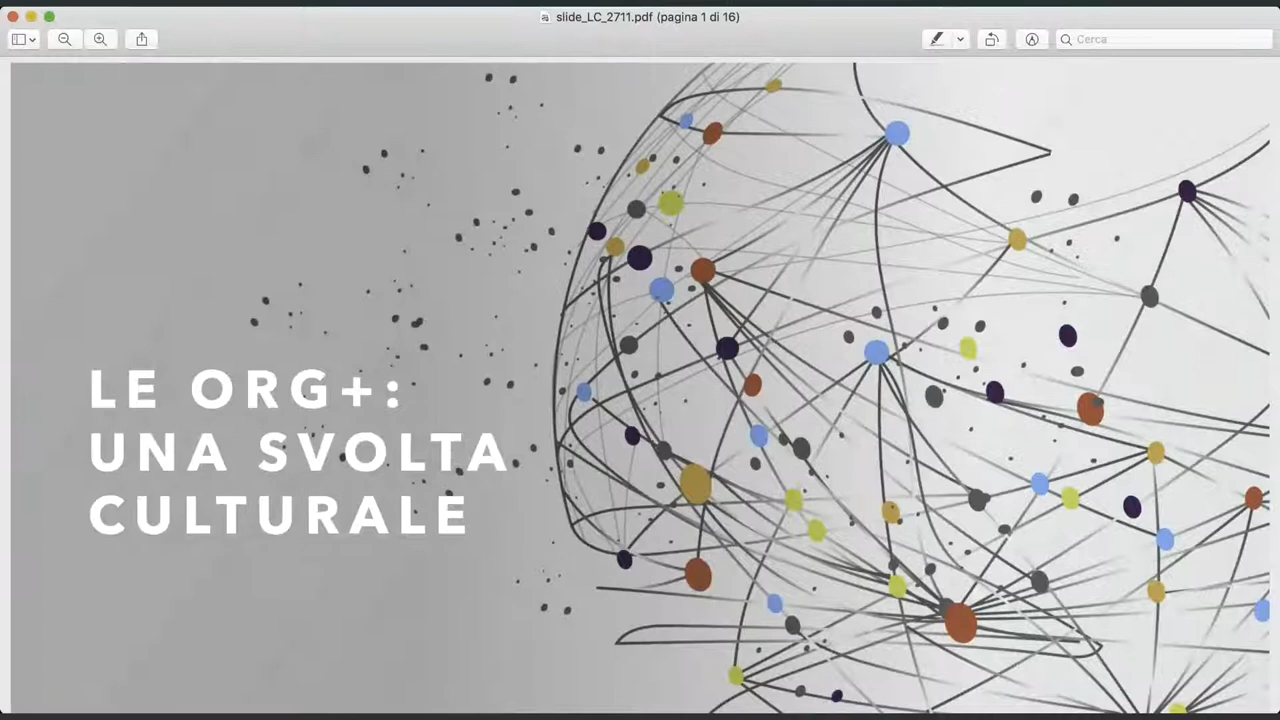 slide_LC_2711.pdf (pagina 1 di 16)
Cerca
LE ORG+:
UNA SVOLTA
CULTURALE